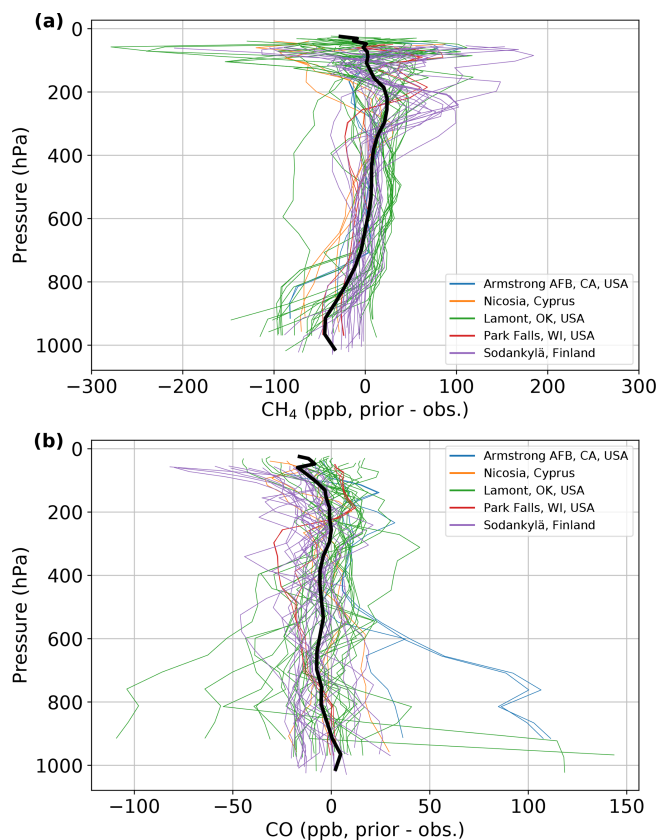 (a)
0
200
400
600
800
1000
Pressure (hPa)
Armstrong AFB, CA, USA
Nicosia, Cyprus
Lamont, OK, USA
Park Falls, WI, USA
Sodankylä, Finland
−300 −200 −100 0 100 200 300
CH₄ (ppb, prior - obs.)
(b)
0
200
400
600
800
1000
Pressure (hPa)
Armstrong AFB, CA, USA
Nicosia, Cyprus
Lamont, OK, USA
Park Falls, WI, USA
Sodankylä, Finland
−100 −50 0 50 100 150
CO (ppb, prior - obs.)